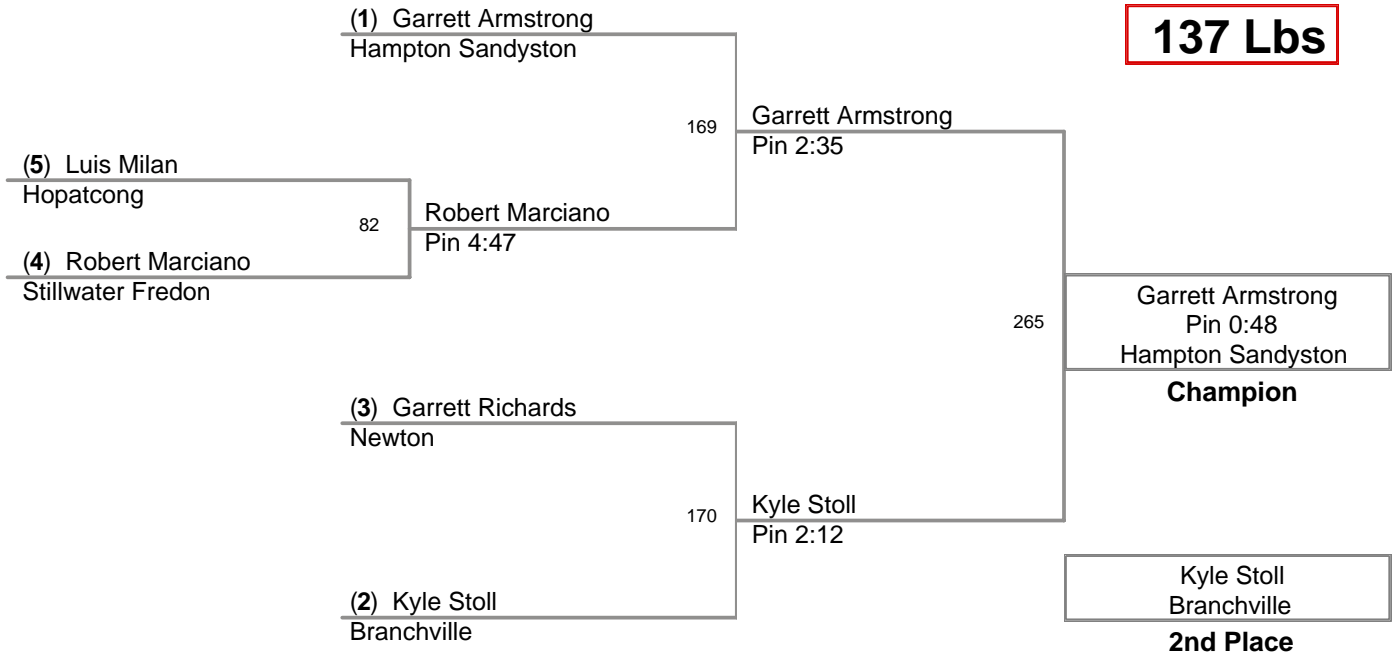 (1) Garrett Armstrong
Hampton Sandyston
137 Lbs
169
Garrett Armstrong
Pin 2:35
(5) Luis Milan
Hopatcong
82
Robert Marciano
Pin 4:47
(4) Robert Marciano
Stillwater Fredon
265
Garrett Armstrong
Pin 0:48
Hampton Sandyston
Champion
(3) Garrett Richards
Newton
170
Kyle Stoll
Pin 2:12
(2) Kyle Stoll
Branchville
Kyle Stoll
Branchville
2nd Place